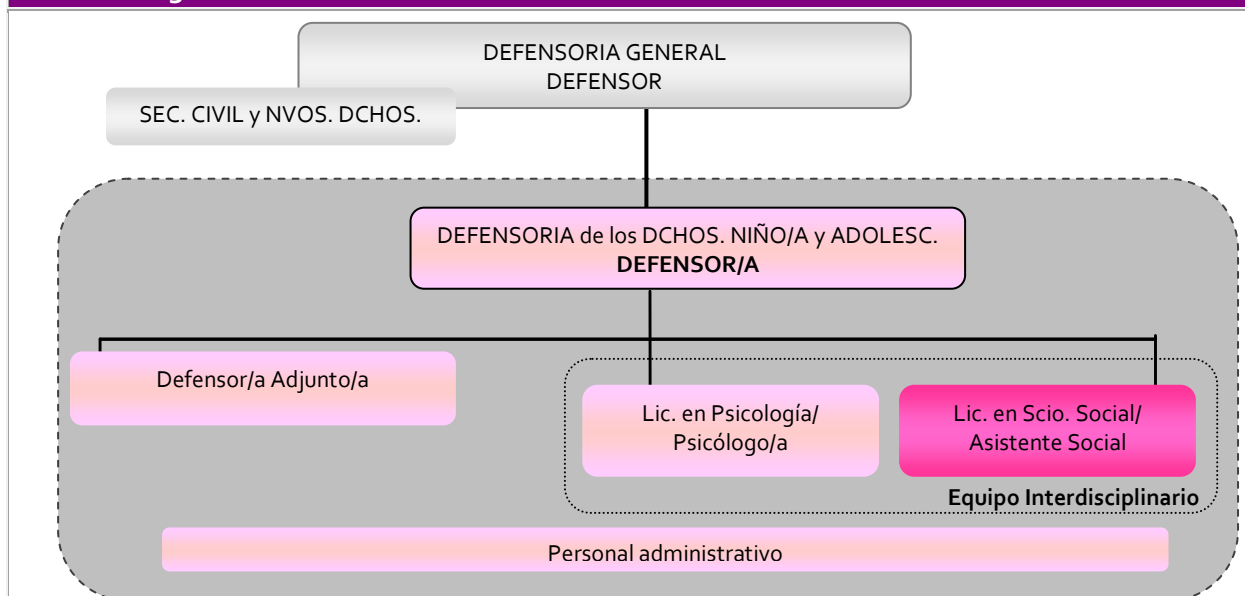 DEFENSORIA GENERAL
DEFENSOR
SEC. CIVIL y NVOS. DCHOS.
DEFENSORIA de los DCHOS. NIÑO/A y ADOLESC.
DEFENSOR/A
Defensor/a Adjunto/a
Lic. en Psicología/
Psicólogo/a
Lic. en Scio. Social/
Asistente Social
Equipo Interdisciplinario
Personal administrativo